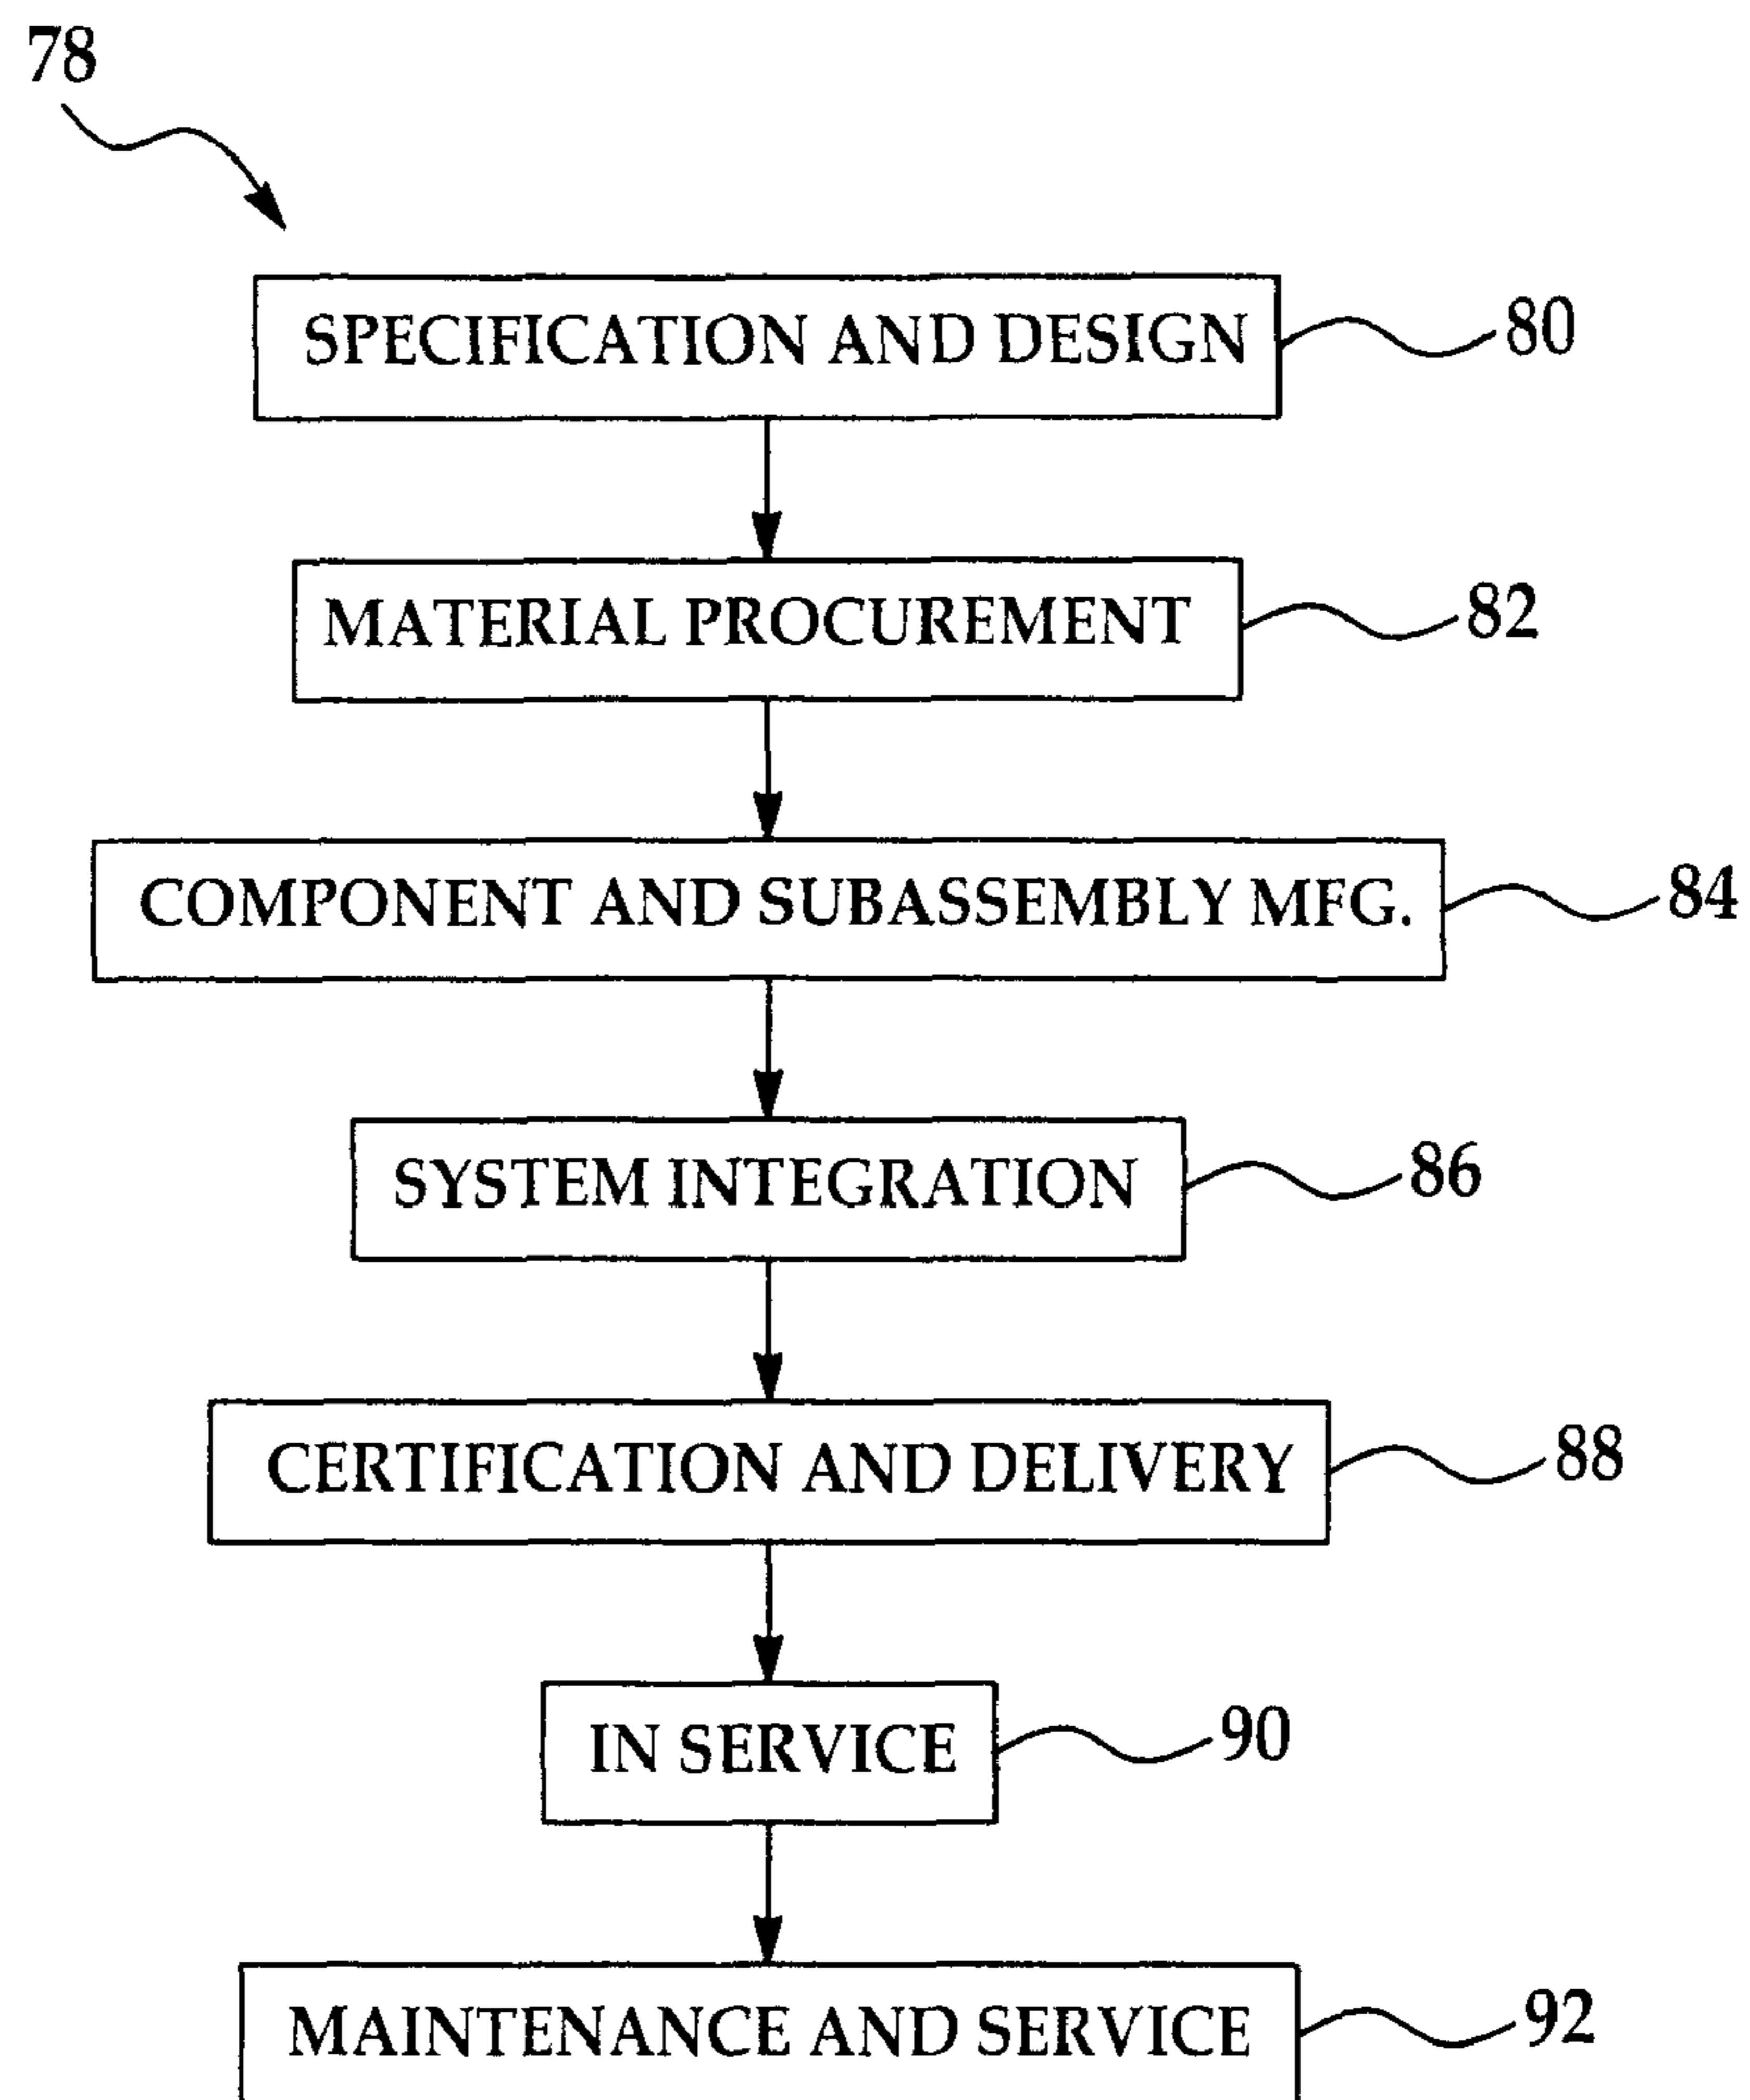 78
SPECIFICATION AND DESIGN 80
MATERIAL PROCUREMENT 82
COMPONENT AND SUBASSEMBLY MFG. 84
SYSTEM INTEGRATION 86
CERTIFICATION AND DELIVERY 88
IN SERVICE 90
MAINTENANCE AND SERVICE 92